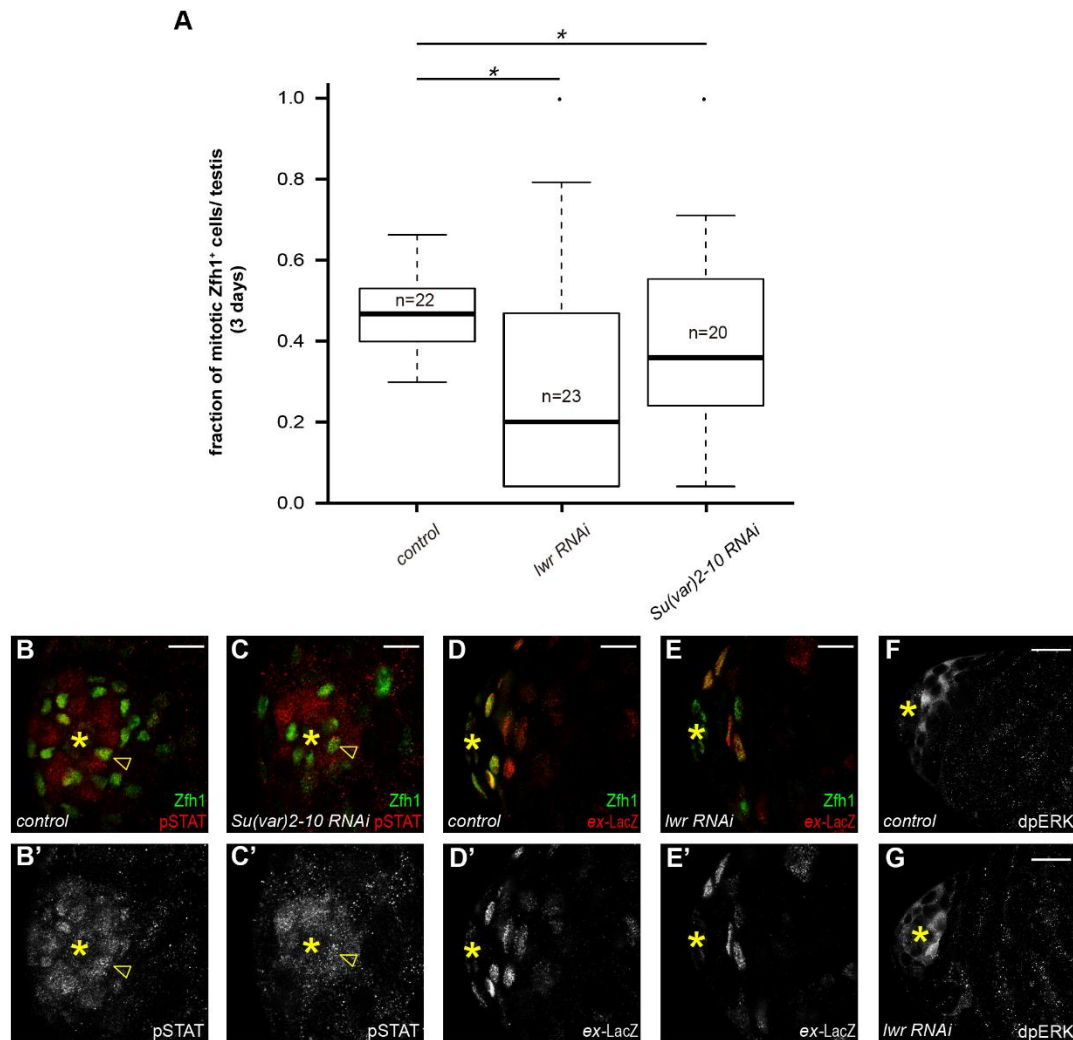 A
*
*
fraction of mitotic Zfh1⁺ cells/ testis
(3 days)
1.0
0.8
0.6
0.4
0.2
0.0
n=22
n=23
n=20
control
lwr RNAi
Su(var)2-10 RNAi
B
*
Zfh1
control
pSTAT
C
*
Zfh1
Su(var)2-10 RNAi
pSTAT
D
*
Zfh1
control
ex-LacZ
E
*
Zfh1
lwr RNAi
ex-LacZ
F
*
control
dpERK
B’
*
pSTAT
C’
*
pSTAT
D’
*
ex-LacZ
E’
*
ex-LacZ
G
*
lwr RNAi
dpERK